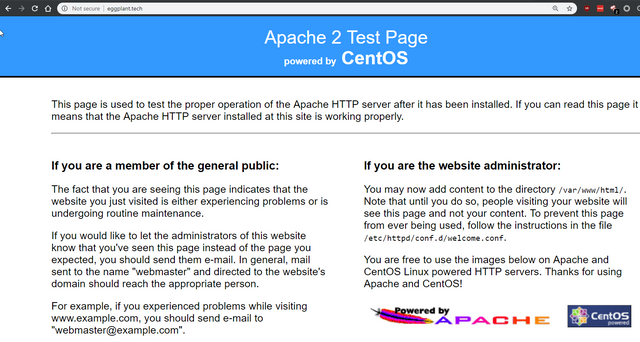 Not secure | eggplant.tech
Apache 2 Test Page
powered by CentOS
This page is used to test the proper operation of the Apache HTTP server after it has been installed. If you can read this page it
means that the Apache HTTP server installed at this site is working properly.
If you are a member of the general public:
The fact that you are seeing this page indicates that the
website you just visited is either experiencing problems or is
undergoing routine maintenance.
If you would like to let the administrators of this website
know that you've seen this page instead of the page you
expected, you should send them e-mail. In general, mail
sent to the name "webmaster" and directed to the website's
domain should reach the appropriate person.
For example, if you experienced problems while visiting
www.example.com, you should send e-mail to
"webmaster@example.com".
If you are the website administrator:
You may now add content to the directory /var/www/html/.
Note that until you do so, people visiting your website will
see this page and not your content. To prevent this page
from ever being used, follow the instructions in the file
/etc/httpd/conf.d/welcome.conf.
You are free to use the images below on Apache and
CentOS Linux powered HTTP servers. Thanks for using
Apache and CentOS!
Powered by
APACHE
CentOS
powered